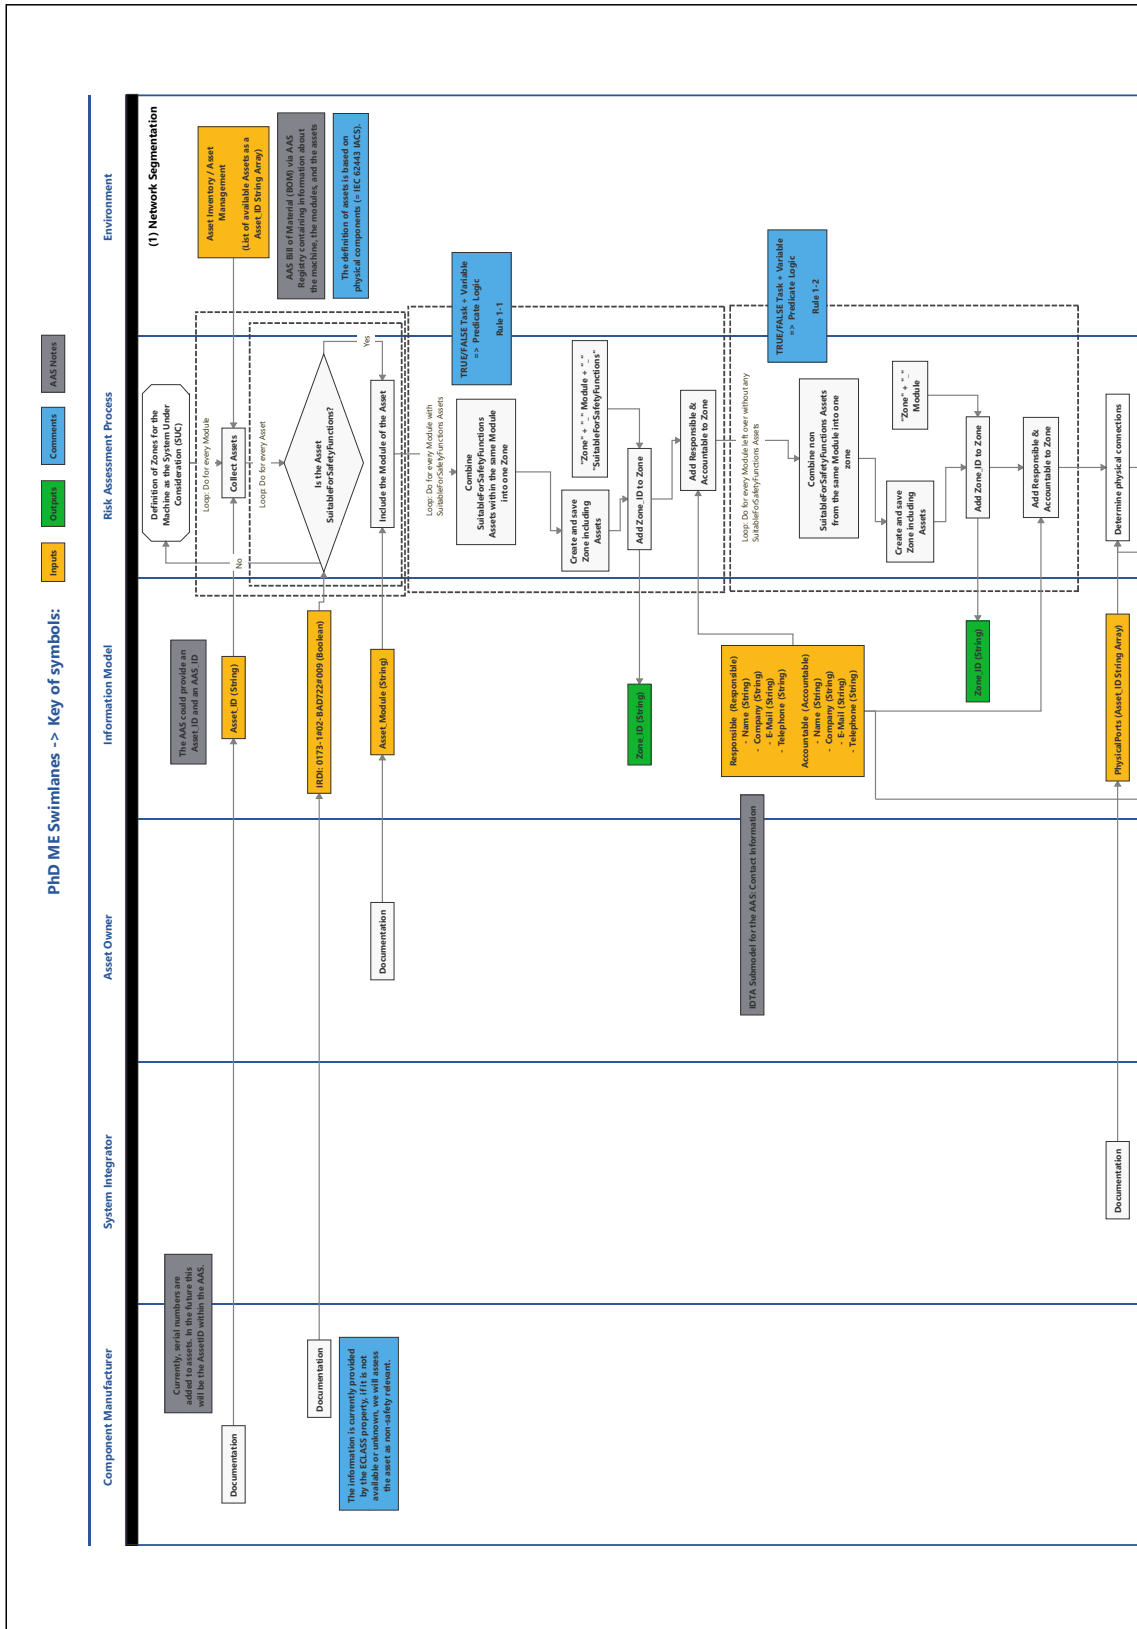 PhD ME Swimlanes -> Key of symbols:
Inputs
Outputs
Comments
AAS Notes
Component Manufacturer
System Integrator
Asset Owner
Information Model
Risk Assessment Process
Environment
(1) Network Segmentation
Definition of Zones for the
Machine as the System Under
Consideration (SUC)
Currently, serial numbers are
added to assets. In the future this
will be the AssetID within the AAS.
The AAS could provide an
Asset_ID and an AAS_ID
Loop: Do for every Module
Documentation
Asset_ID (String)
Collect Assets
Asset Inventory / Asset
Management
(List of available Assets as a
Asset_ID String Array)
No
Loop: Do for every Asset
AAS Bill of Material (BOM) via AAS
Registry containing information about
the machine, the modules, and the assets
Documentation
IRDI: 0173-1#02-BAD722#009 (Boolean)
Is the Asset
SuitableForSafetyFunctions?
The definition of assets is based on
physical components (= IEC 62443 IACS).
Yes
The information is currently provided
by the ECLASS property, if it is not
available or unknown, we will assess
the asset as non-safety relevant.
Documentation
Asset_Module (String)
Include the Module of the Asset
Loop: Do for every Module with
SuitableForSafetyFunctions Assets
TRUE/FALSE Task + Variable
=> Predicate Logic
Rule 1-1
Combine
SuitableForSafetyFunctions
Assets within the same Module
into one Zone
Create and save
Zone including
Assets
"Zone" + "_" Module + "_"
"SuitableForSafetyFunctions"
Zone_ID (String)
Add Zone_ID to Zone
Add Responsible &
Accountable to Zone
IDTA Submodel for the AAS: Contact Information
Responsible (Responsible)
- Name (String)
- Company (String)
- E-Mail (String)
- Telephone (String)
Accountable (Accountable)
- Name (String)
- Company (String)
- E-Mail (String)
- Telephone (String)
Loop: Do for every Module left over without any
SuitableForSafetyFunctions Assets
TRUE/FALSE Task + Variable
=> Predicate Logic
Rule 1-2
Combine non
SuitableForSafetyFunctions Assets
from the same Module into one
zone
Create and save
Zone including
Assets
"Zone" + "_"
Module
Zone_ID (String)
Add Zone_ID to Zone
Add Responsible &
Accountable to Zone
Documentation
PhysicalPorts (Asset_ID String Array)
Determine physical connections